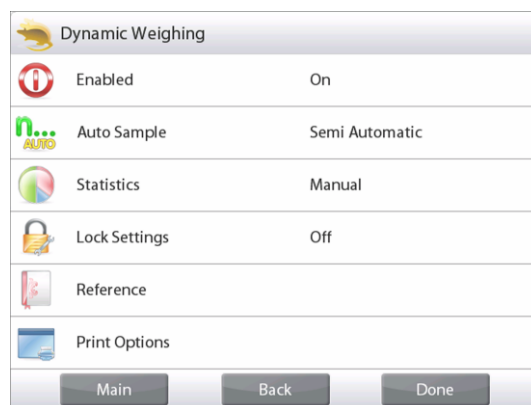 Dynamic Weighing
Enabled On
n...
AUTO
Auto Sample Semi Automatic
Statistics Manual
Lock Settings Off
Reference
Print Options
Main Back Done